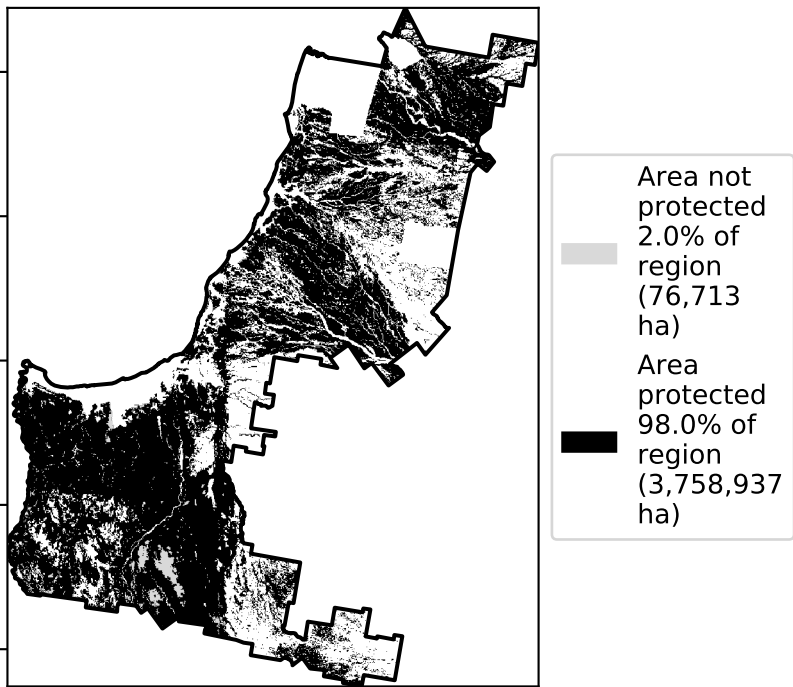 Area not
protected
2.0% of
region
(76,713
ha)
Area
protected
98.0% of
region
(3,758,937
ha)